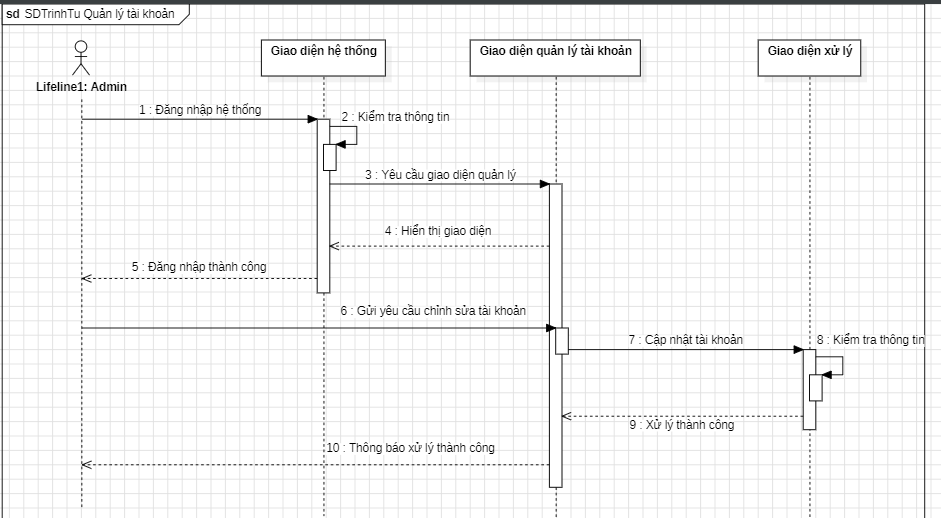 sd SDTrinhTu Quản lý tài khoản
Giao diện hệ thống
Giao diện quản lý tài khoản
Giao diện xử lý
Lifeline1: Admin
1 : Đăng nhập hệ thống
2 : Kiểm tra thông tin
3 : Yêu cầu giao diện quản lý
4 : Hiển thị giao diện
5 : Đăng nhập thành công
6 : Gửi yêu cầu chỉnh sửa tài khoản
7 : Cập nhật tài khoản
8 : Kiểm tra thông tin
9 : Xử lý thành công
10 : Thông báo xử lý thành công